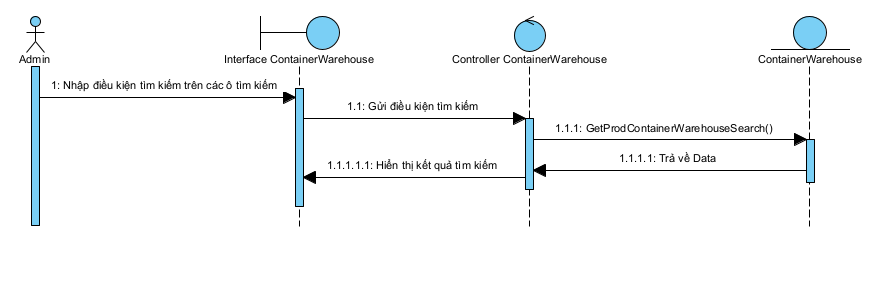 Admin
Interface ContainerWarehouse
Controller ContainerWarehouse
ContainerWarehouse
1: Nhập điều kiện tìm kiếm trên các ô tìm kiếm
1.1: Gửi điều kiện tìm kiếm
1.1.1: GetProdContainerWarehouseSearch()
1.1.1.1: Trả về Data
1.1.1.1.1: Hiển thị kết quả tìm kiếm